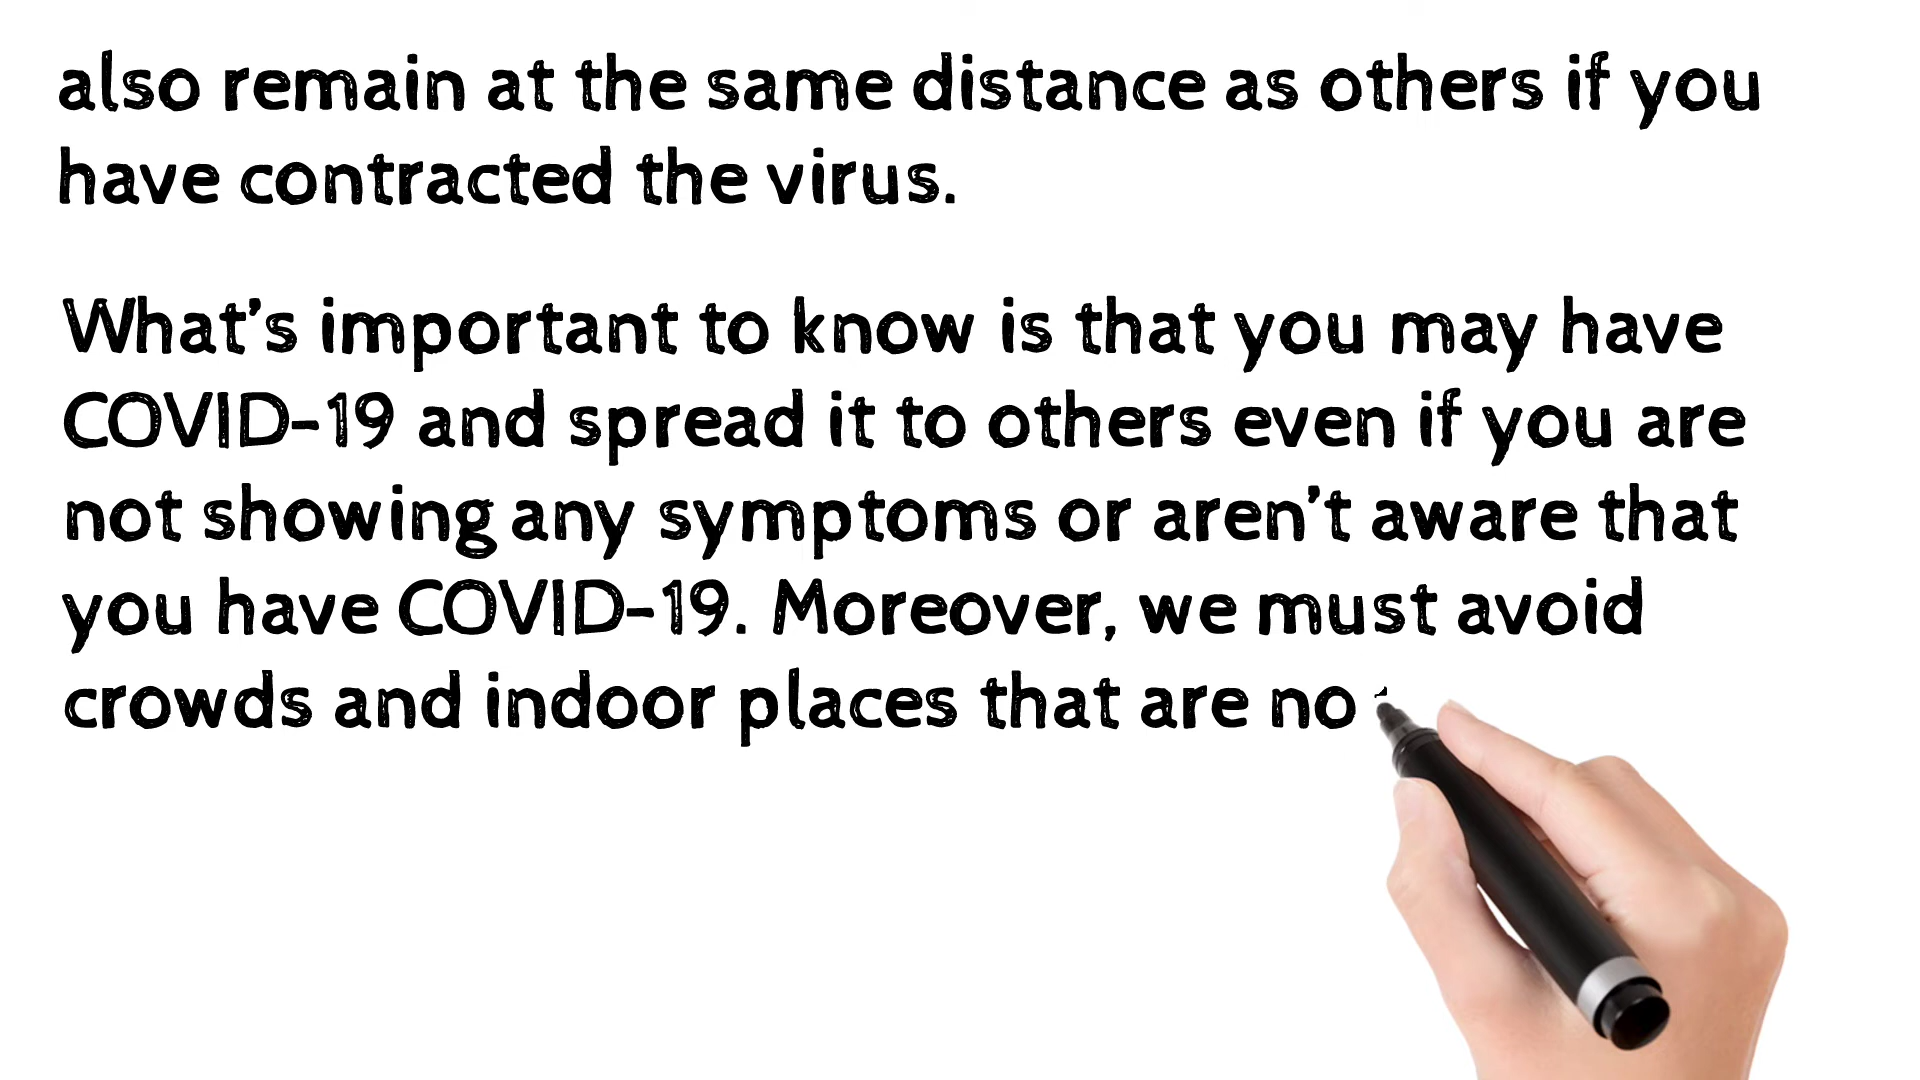 also remain at the same distance as others if you
have contracted the virus.
What's important to know is that you may have
COVID-19 and spread it to others even if you are
not showing any symptoms or aren't aware that
you have COVID-19. Moreover, we must avoid
crowds and indoor places that are no